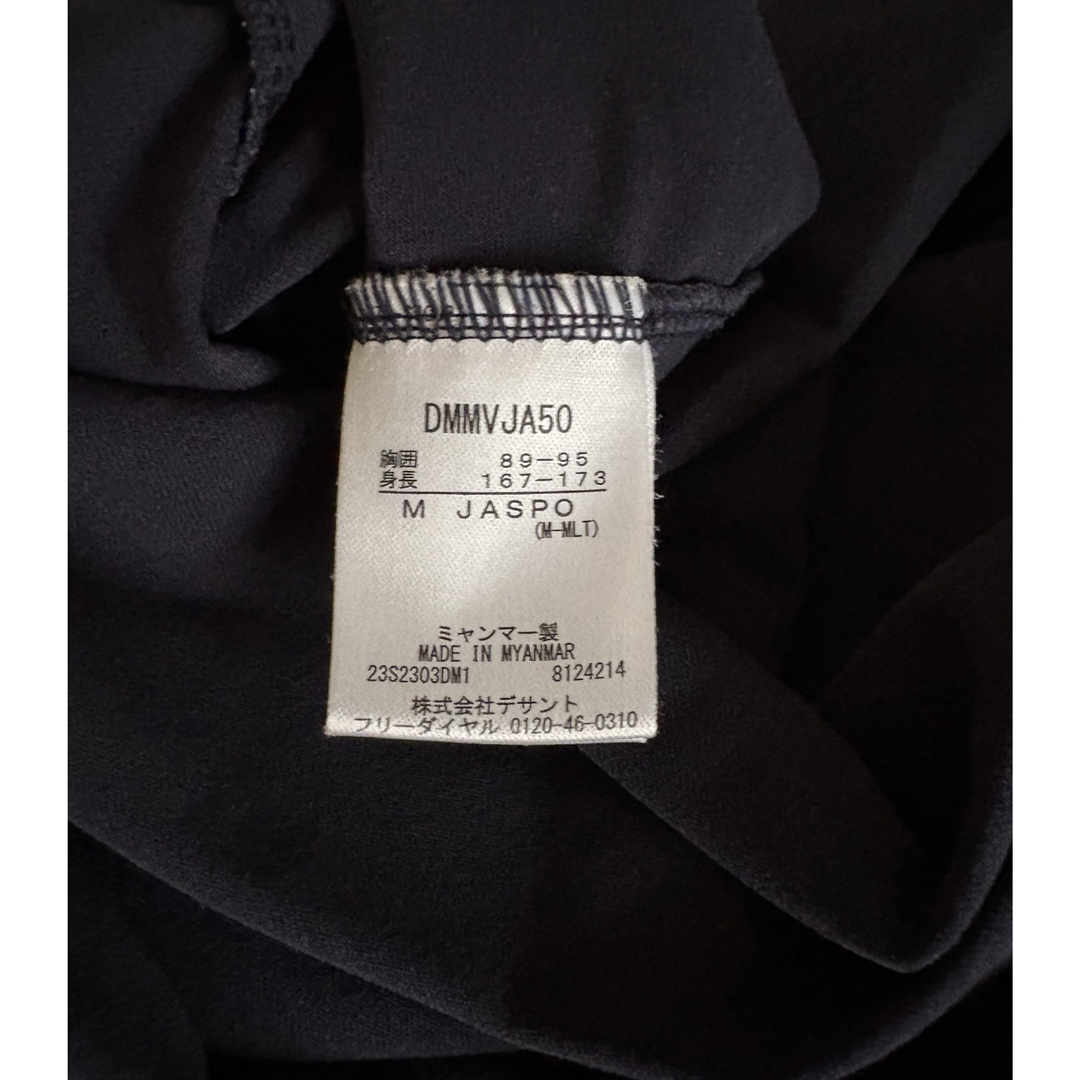 DMMVJA50
胸囲 89-95
身長 167-173
M JASPO
(M-MLT)
ミャンマー製
MADE IN MYANMAR
23S2303DM1 8124214
株式会社デサント
フリーダイヤル 0120-46-0310